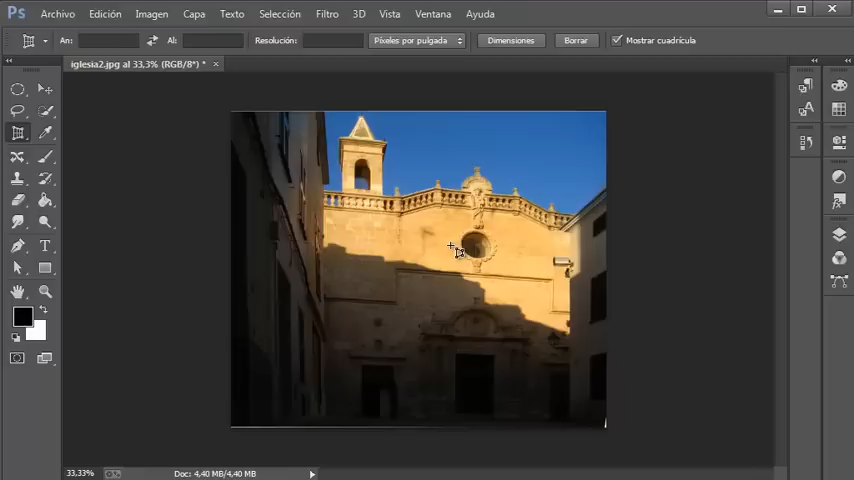 Ps Archivo Edición Imagen Capa Texto Selección Filtro 3D Vista Ventana Ayuda
An: Al: Resolución: Píxeles por pulgada Dimensiones Borrar Mostrar cuadrícula
iglesia2.jpg al 33,3% (RGB/8*) * ×
33,33% Doc: 4,40 MB/4,40 MB